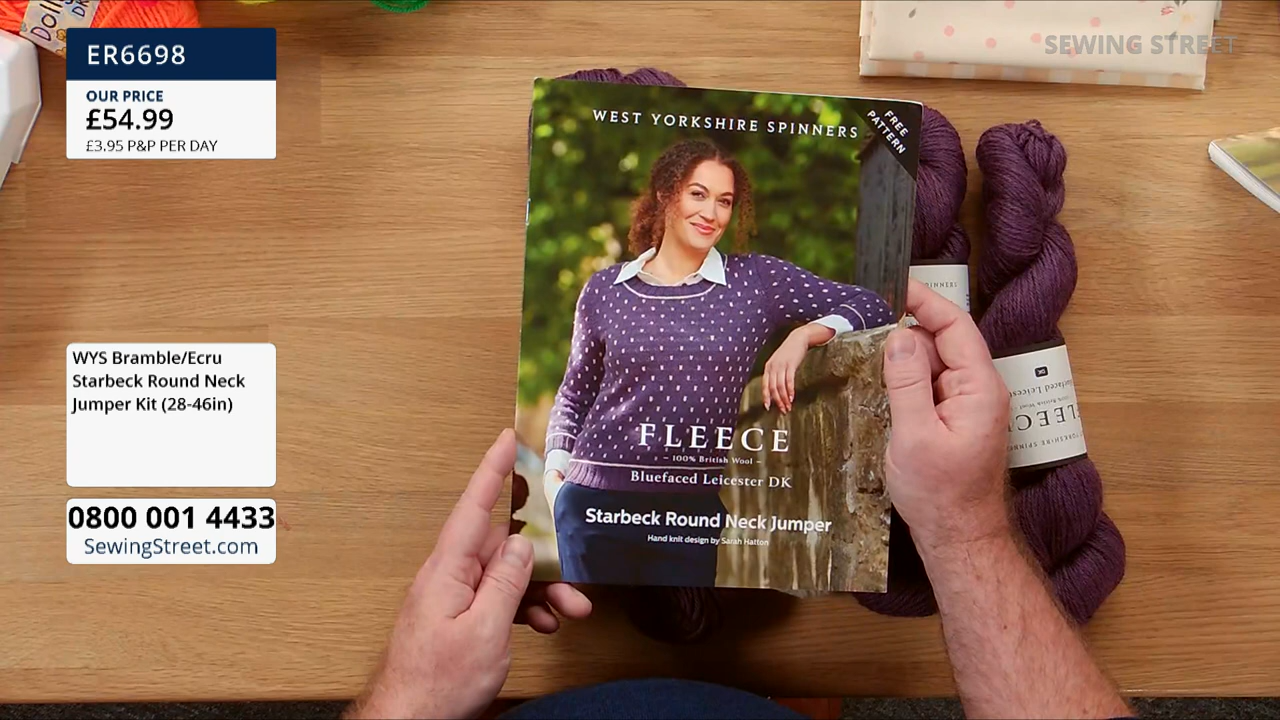 ER6698
OUR PRICE
£54.99
£3.95 P&P PER DAY
WYS Bramble/Ecru
Starbeck Round Neck
Jumper Kit (28-46in)
0800 001 4433
SewingStreet.com
SEWING STREET
WEST YORKSHIRE SPINNERS
FREE
PATTERN
FLEECE
- 100% British Wool -
Bluefaced Leicester DK
Starbeck Round Neck Jumper
Hand knit design by Sarah Hatton